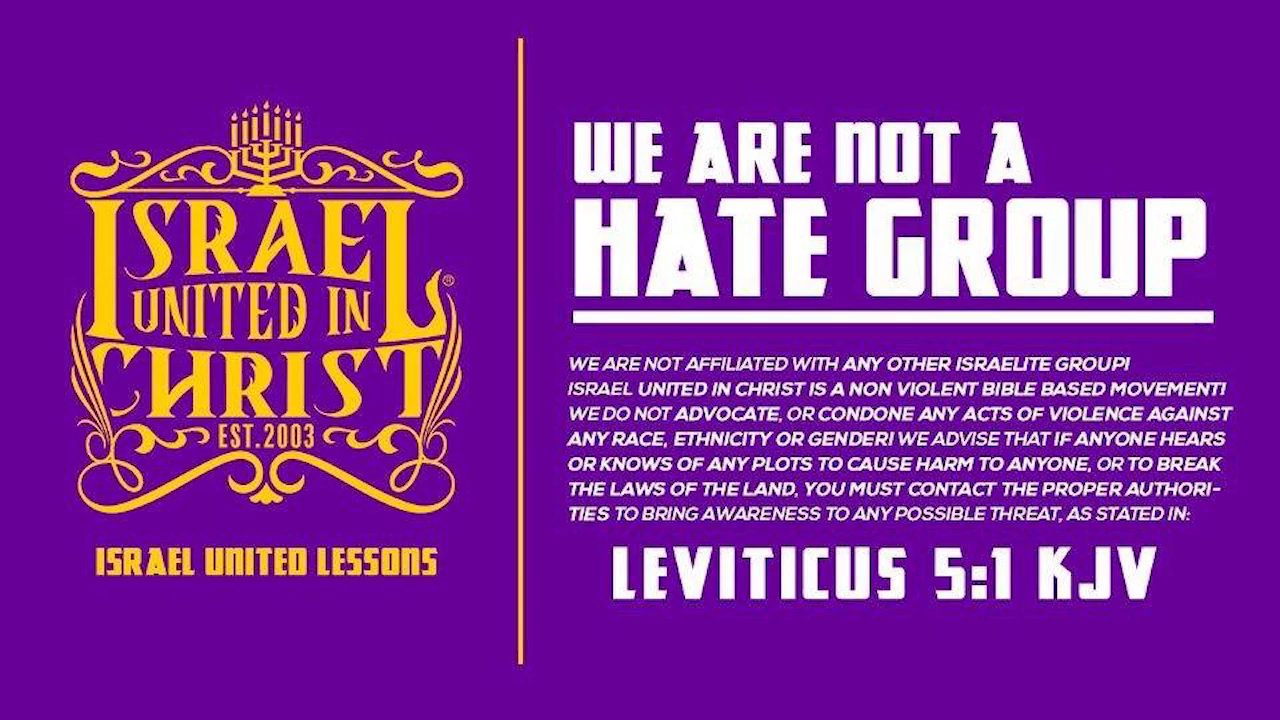 ISRAEL
UNITED IN
CHRIST
EST.2003
®
ISRAEL UNITED LESSONS
WE ARE NOT A
HATE GROUP
WE ARE NOT AFFILIATED WITH ANY OTHER ISRAELITE GROUP!
ISRAEL UNITED IN CHRIST IS A NON VIOLENT BIBLE BASED MOVEMENT!
WE DO NOT ADVOCATE, OR CONDONE ANY ACTS OF VIOLENCE AGAINST
ANY RACE, ETHNICITY OR GENDER! WE ADVISE THAT IF ANYONE HEARS
OR KNOWS OF ANY PLOTS TO CAUSE HARM TO ANYONE, OR TO BREAK
THE LAWS OF THE LAND, YOU MUST CONTACT THE PROPER AUTHORI-
TIES TO BRING AWARENESS TO ANY POSSIBLE THREAT, AS STATED IN:
LEVITICUS 5:1 KJV